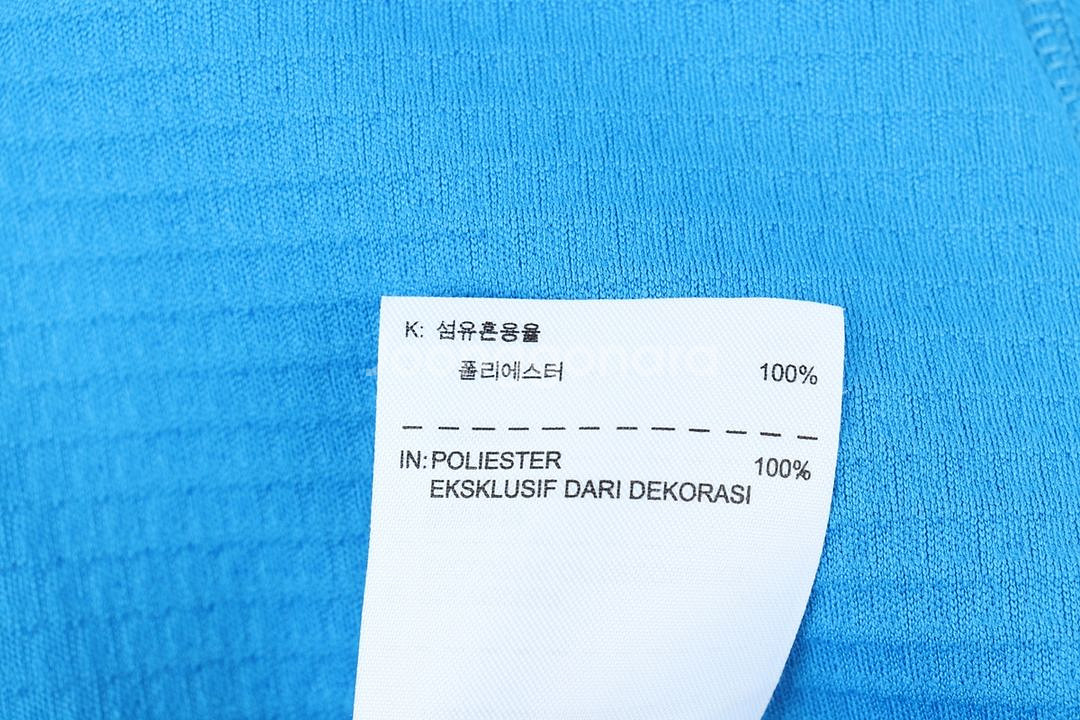 K: 섬유혼용율
폴리에스터 100%
IN: POLIESTER 100%
EKSKLUSIF DARI DEKORASI